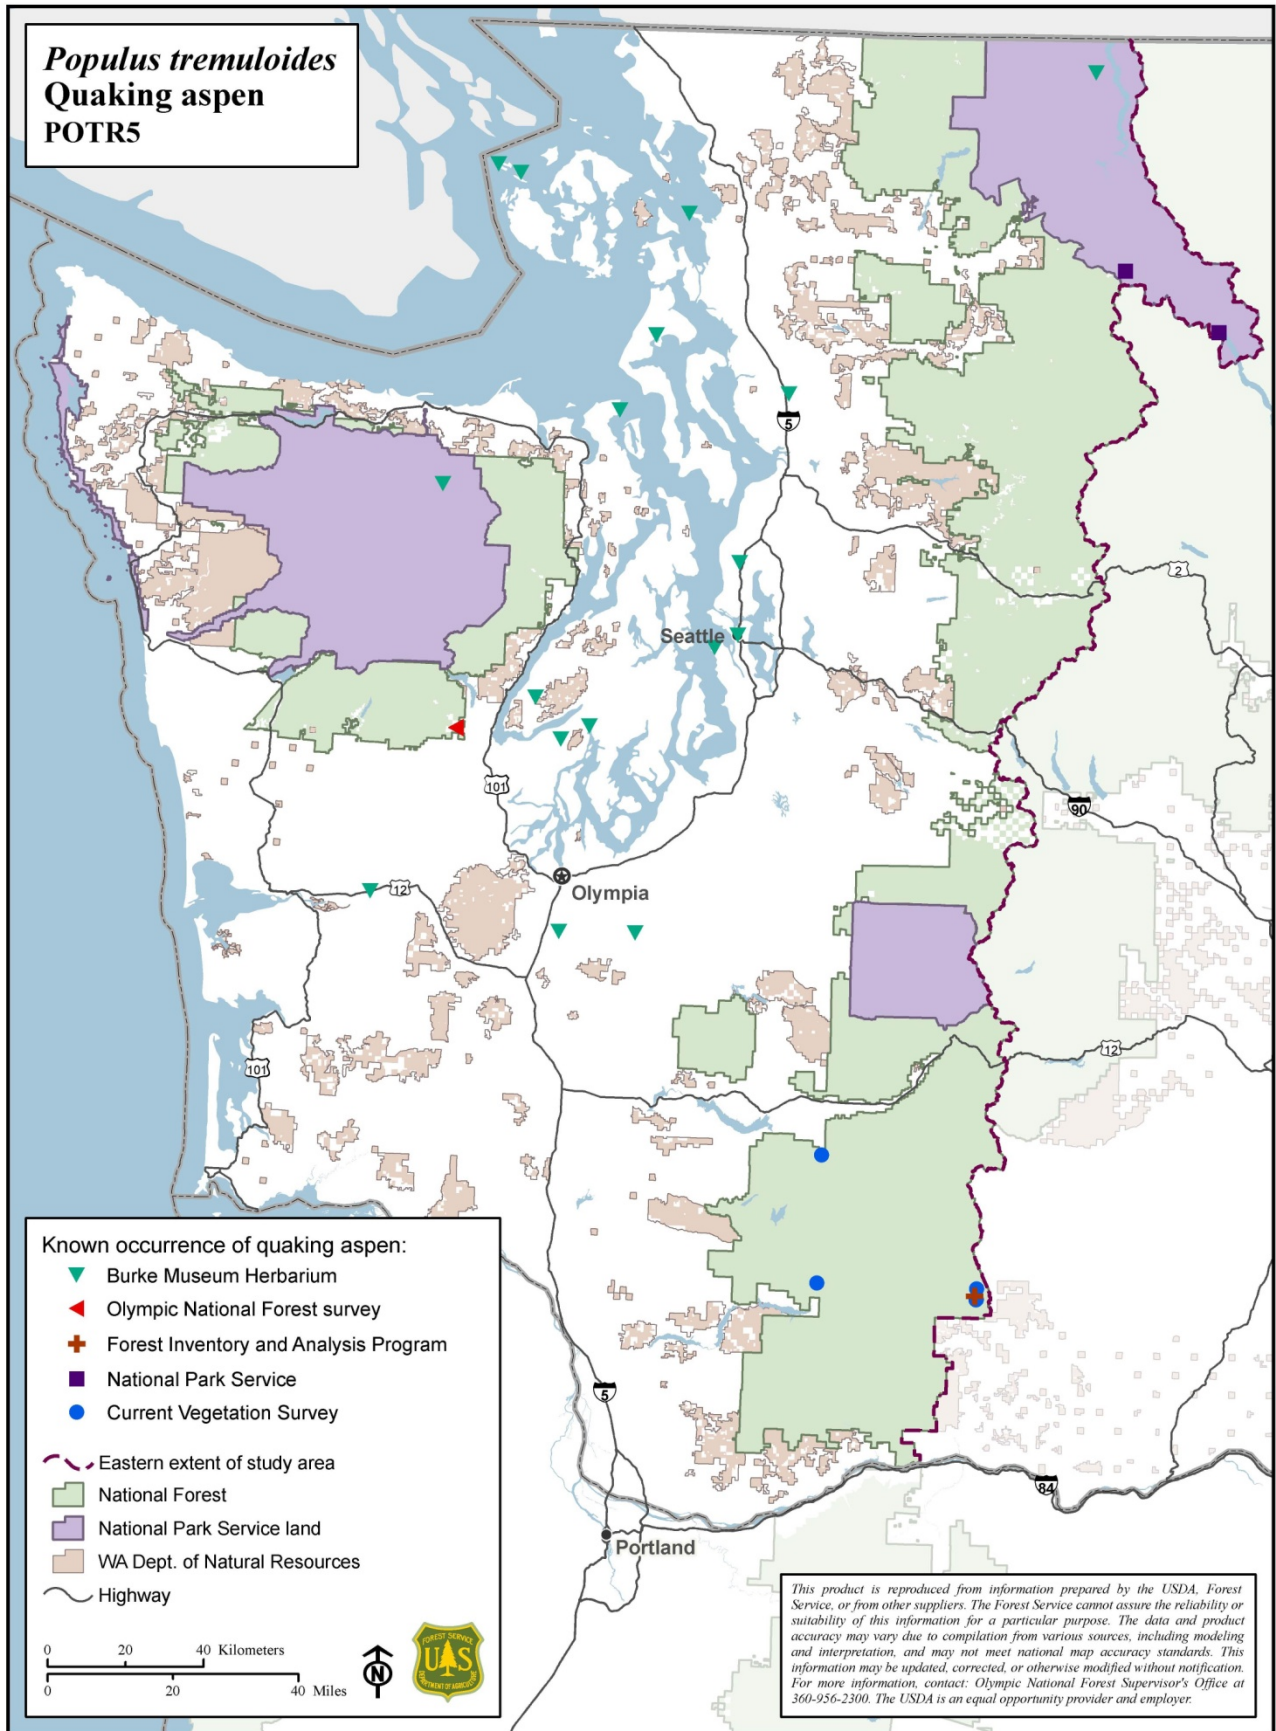 Populus tremuloides
Quaking aspen
POTR5
5
2
Seattle
101
90
12
Olympia
101
12
Known occurrence of quaking aspen:
Burke Museum Herbarium
Olympic National Forest survey
Forest Inventory and Analysis Program
National Park Service
Current Vegetation Survey
Eastern extent of study area
National Forest
National Park Service land
WA Dept. of Natural Resources
Highway
0 20 40 Kilometers
0 20 40 Miles
N
FOREST SERVICE
U S
DEPARTMENT OF AGRICULTURE
5
84
Portland
This product is reproduced from information prepared by the USDA, Forest
Service, or from other suppliers. The Forest Service cannot assure the reliability or
suitability of this information for a particular purpose. The data and product
accuracy may vary due to compilation from various sources, including modeling
and interpretation, and may not meet national map accuracy standards. This
information may be updated, corrected, or otherwise modified without notification.
For more information, contact: Olympic National Forest Supervisor's Office at
360-956-2300. The USDA is an equal opportunity provider and employer.